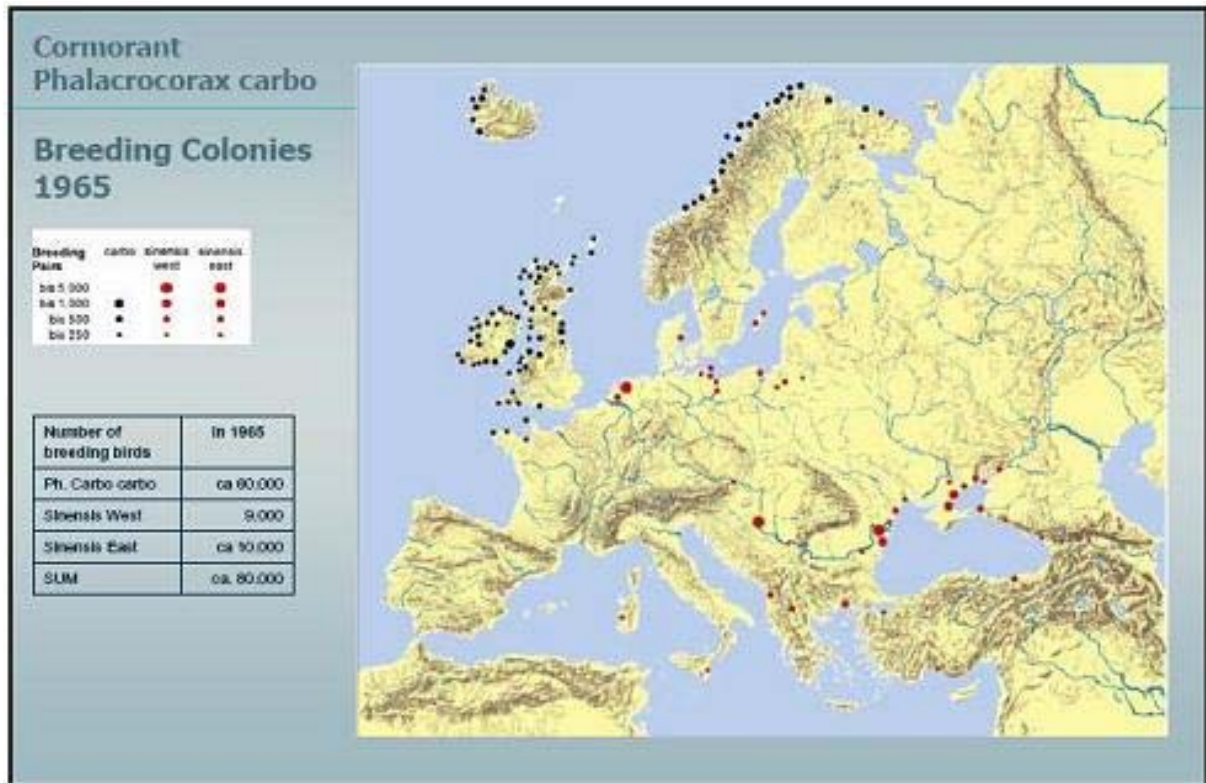 Cormorant
Phalacrocorax carbo
Breeding Colonies
1965
Breeding carbo sinensis sinensis
Pairs west east
bis 5.000
bis 1.000
bis 500
bis 250
Number of In 1965
breeding birds
Ph. Carbo carbo ca 60.000
Sinensis West 9.000
Sinensis East ca 10.000
SUM ca. 80.000